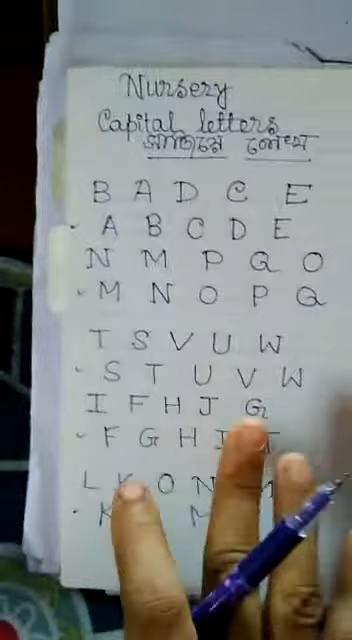 Nursery
Capital letters
সাজিয়ে লেখো
B A D C E
A B C D E
N M P Q O
M N O P Q
T S V U W
S T U V W
I F H J G
F G H I
L K O N M
K M